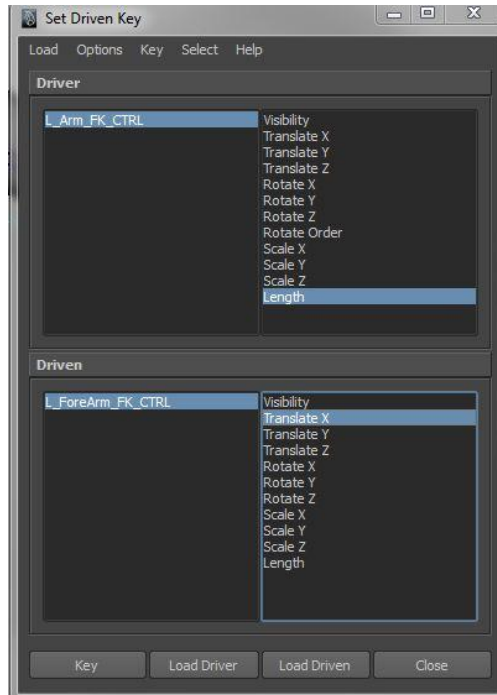 Set Driven Key
Load Options Key Select Help
Driver
L_Arm_FK_CTRL
Visibility
Translate X
Translate Y
Translate Z
Rotate X
Rotate Y
Rotate Z
Rotate Order
Scale X
Scale Y
Scale Z
Length
Driven
L_ForeArm_FK_CTRL
Visibility
Translate X
Translate Y
Translate Z
Rotate X
Rotate Y
Rotate Z
Scale X
Scale Y
Scale Z
Length
Key Load Driver Load Driven Close